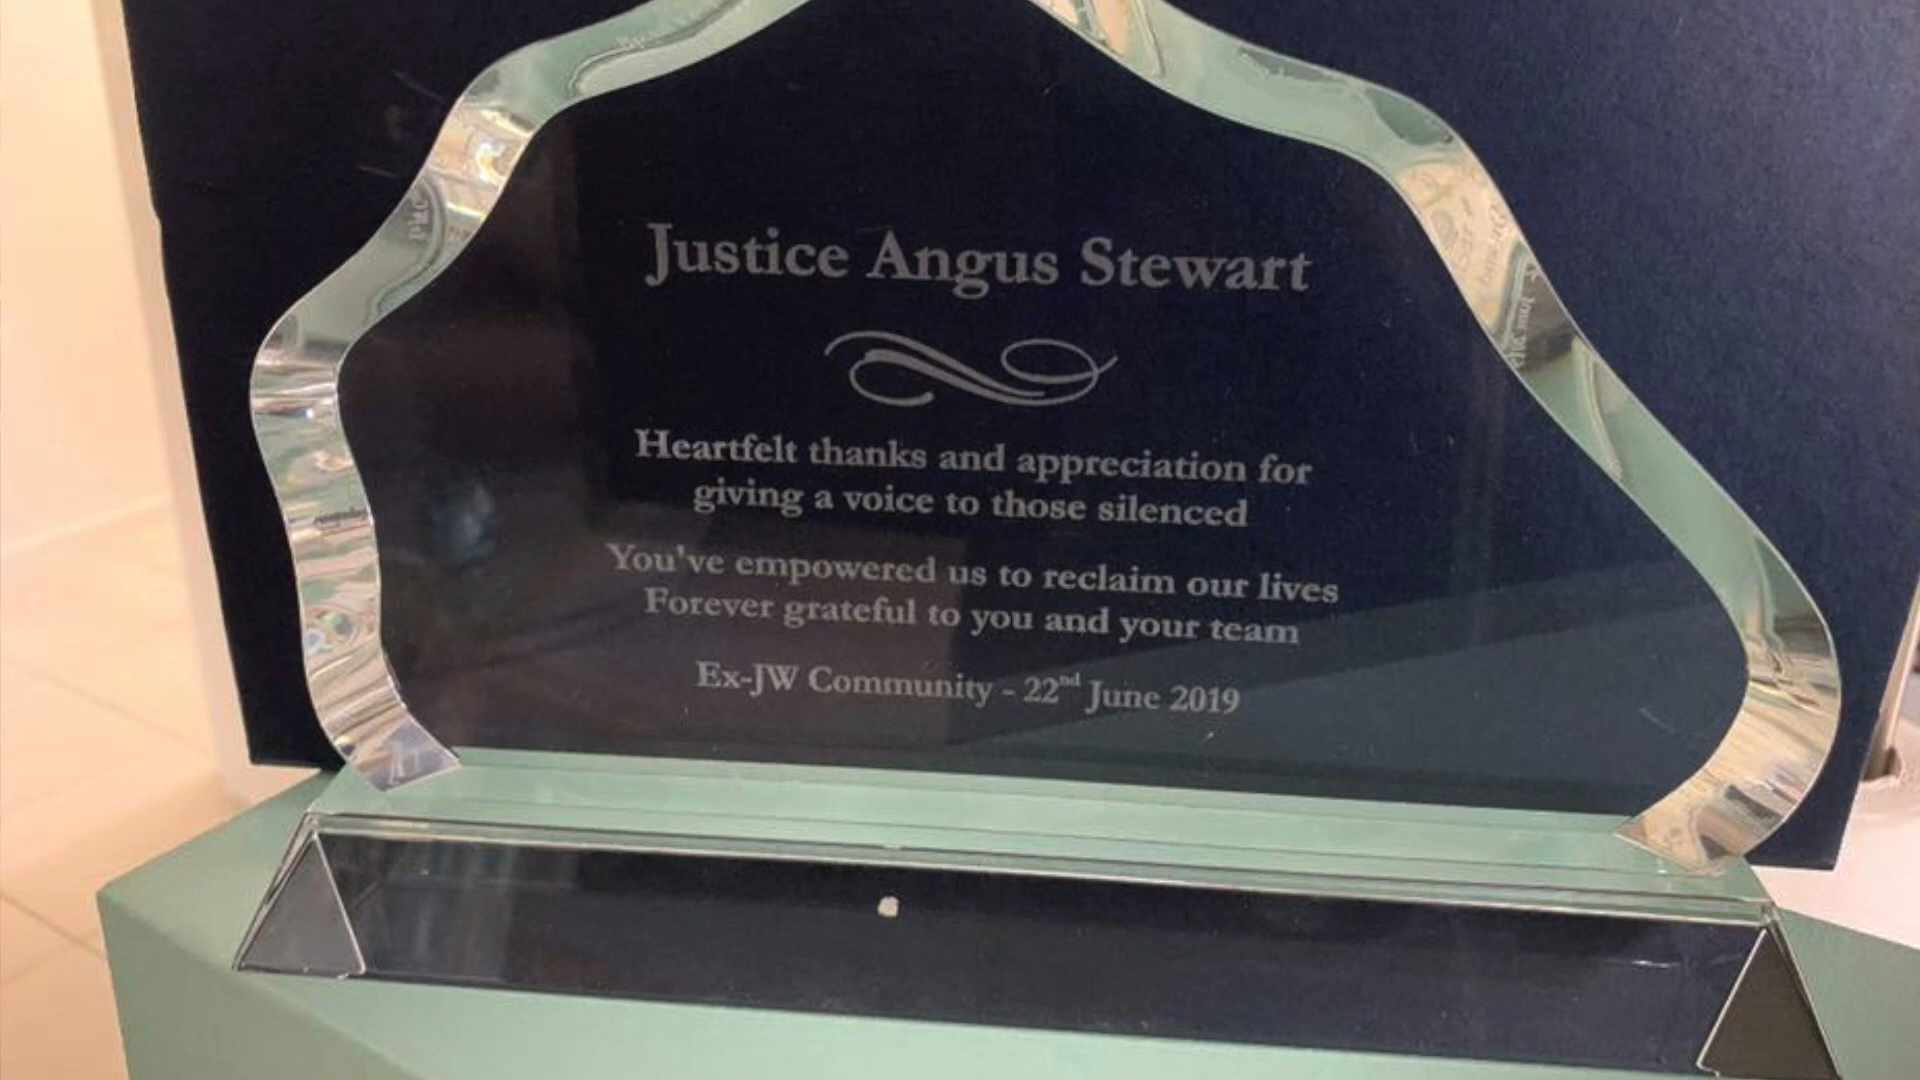 Justice Angus Stewart
Heartfelt thanks and appreciation for
giving a voice to those silenced
You've empowered us to reclaim our lives
Forever grateful to you and your team
Ex-JW Community - 22nd June 2019